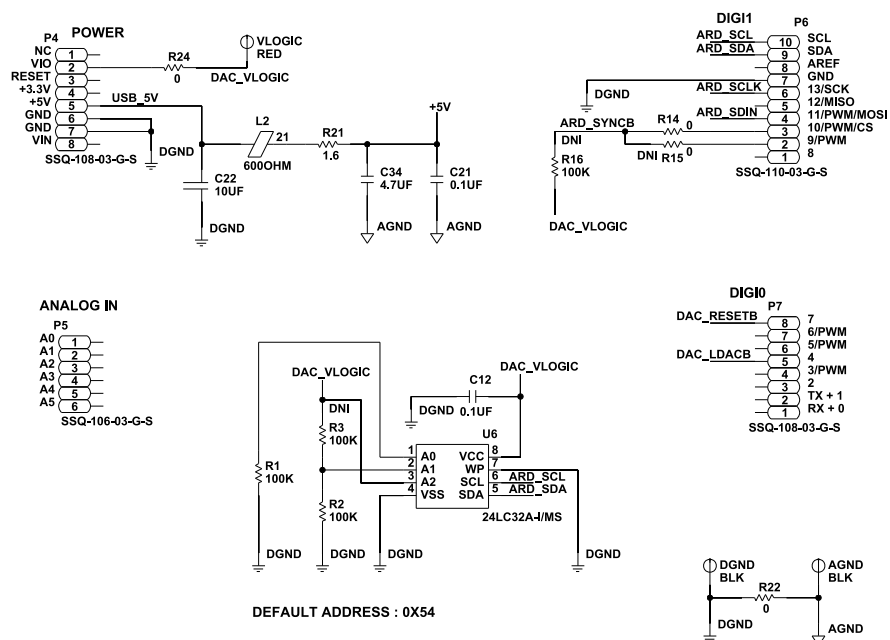 POWER
P4
NC 1
VIO 2
RESET 3
+3.3V 4
+5V 5
GND 6
GND 7
VIN 8
SSQ-108-03-G-S
R24
0
VLOGIC
RED
DAC_VLOGIC
USB_5V
DGND
L2
21
600OHM
R21
1.6
+5V
C22
10UF
DGND
C34
4.7UF
AGND
C21
0.1UF
AGND
DIGI1
P6
ARD_SCL 10 SCL
ARD_SDA 9 SDA
8 AREF
7 GND
DGND
ARD_SCLK 6 13/SCK
5 12/MISO
ARD_SDIN 4 11/PWM/MOSI
3 10/PWM/CS
2 9/PWM
1 8
SSQ-110-03-G-S
ARD_SYNCB
R14
0
DNI
R15
0
DNI
R16
100K
DAC_VLOGIC
ANALOG IN
P5
A0 1
A1 2
A2 3
A3 4
A4 5
A5 6
SSQ-106-03-G-S
DIGI0
P7
DAC_RESETB 8 7
7 6/PWM
6 5/PWM
DAC_LDACB 5 4
4 3/PWM
3 2
2 TX + 1
1 RX + 0
SSQ-108-03-G-S
DAC_VLOGIC
DNI
R3
100K
R1
100K
R2
100K
DGND
DGND
DGND
C12
0.1UF
DGND
DAC_VLOGIC
U6
1 A0 VCC 8
2 A1 WP 7
3 A2 SCL 6 ARD_SCL
4 VSS SDA 5 ARD_SDA
24LC32A-I/MS
DGND
DEFAULT ADDRESS : 0X54
DGND
BLK
AGND
BLK
R22
0
DGND
AGND